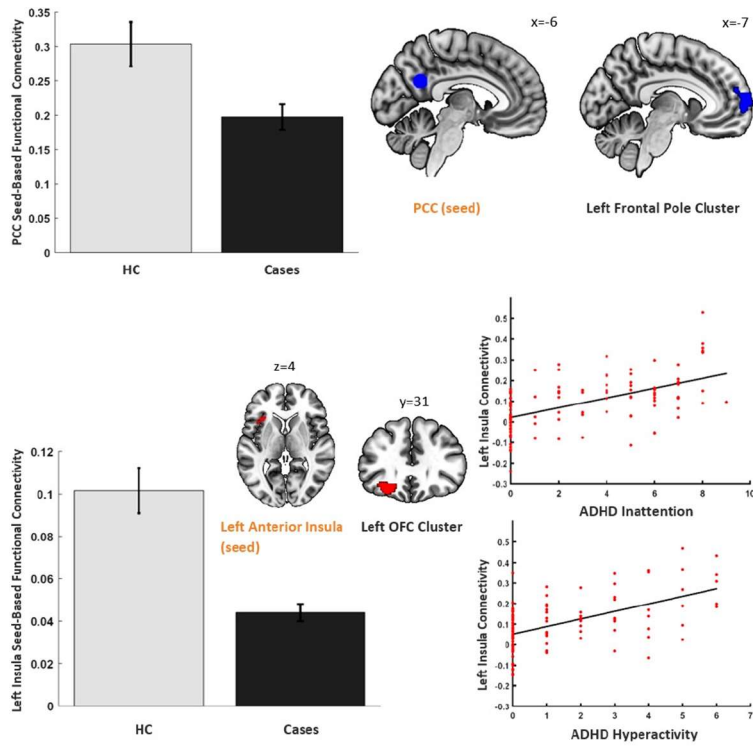 x=-6
x=-7
PCC Seed-Based Functional Connectivity
0.35
0.3
0.25
0.2
0.15
0.1
0.05
0
HC
Cases
PCC (seed)
Left Frontal Pole Cluster
z=4
y=31
Left Anterior Insula
(seed)
Left OFC Cluster
Left Insula Seed-Based Functional Connectivity
0.12
0.1
0.08
0.06
0.04
0.02
0
HC
Cases
Left Insula Connectivity
0.5
0.4
0.3
0.2
0.1
0
-0.1
-0.2
-0.3
0
2
4
6
8
10
ADHD Inattention
Left Insula Connectivity
0.5
0.4
0.3
0.2
0.1
0
-0.1
-0.2
-0.3
0
1
2
3
4
5
6
7
ADHD Hyperactivity